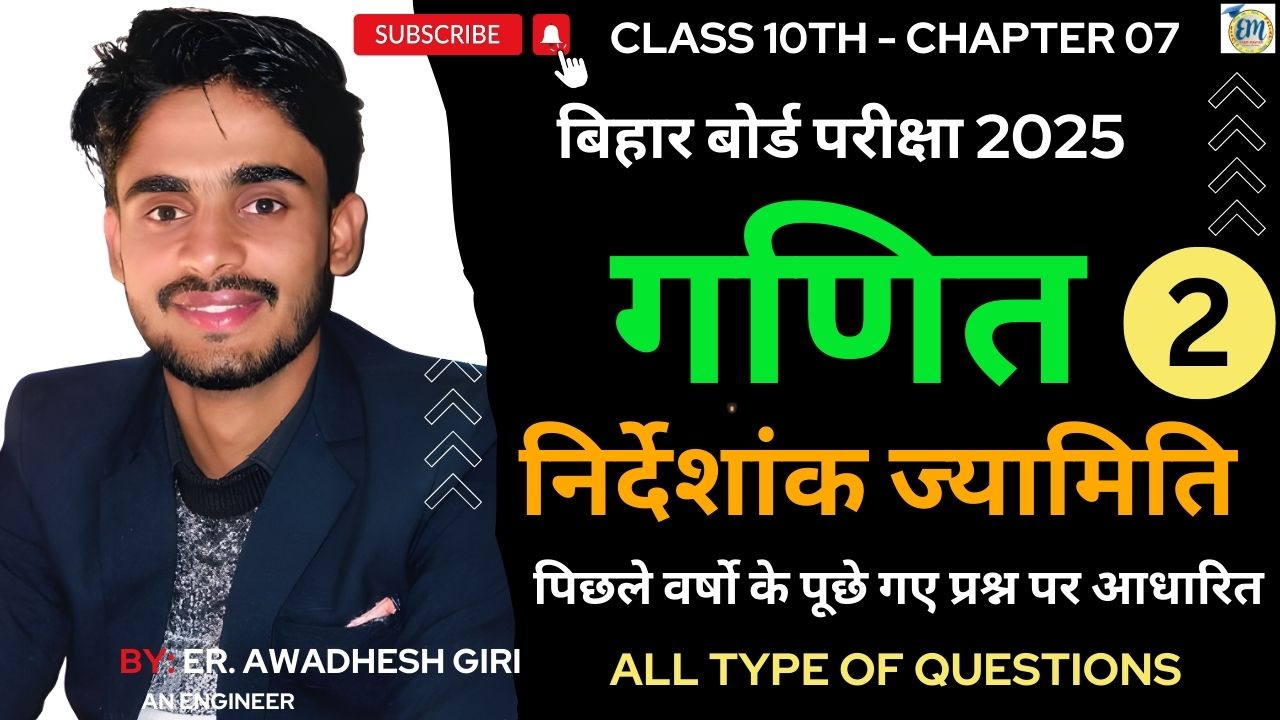 SUBSCRIBE
CLASS 10TH - CHAPTER 07
EM
बिहार बोर्ड परीक्षा 2025
गणित
2
निर्देशांक ज्यामिति
पिछले वर्षो के पूछे गए प्रश्न पर आधारित
BY: ER. AWADHESH GIRI
AN ENGINEER
ALL TYPE OF QUESTIONS